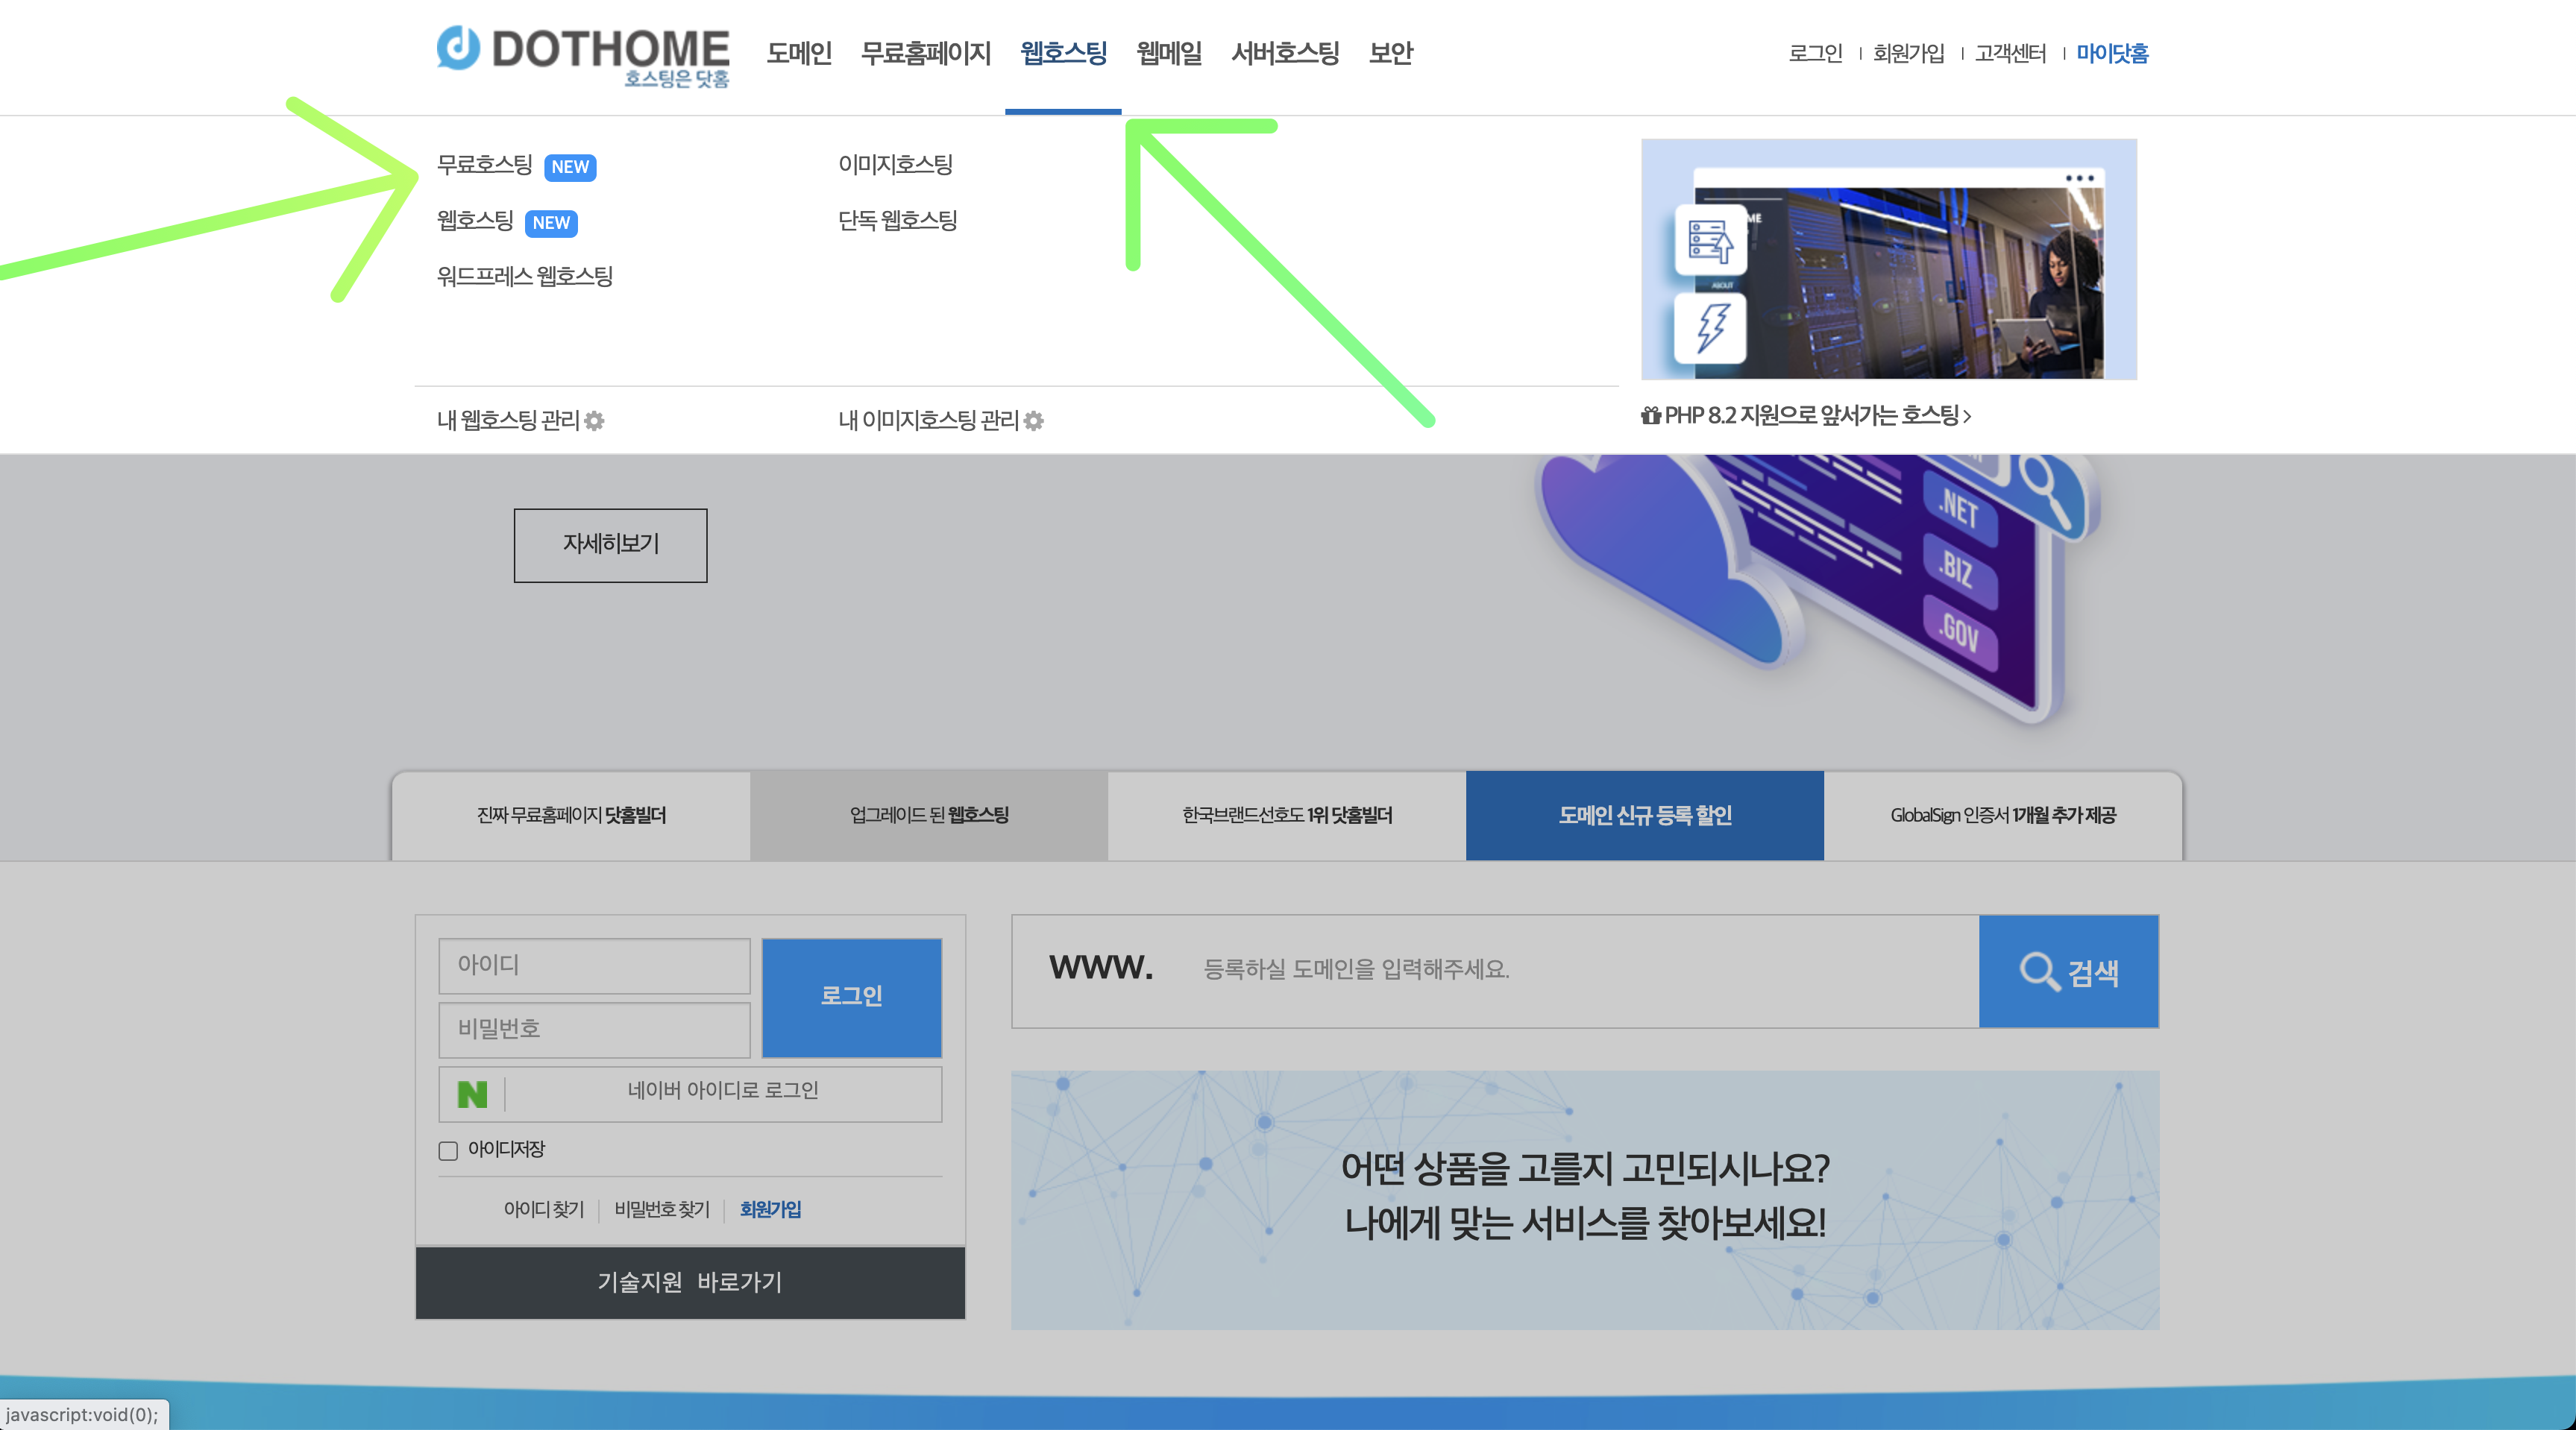 DOTHOME
호스팅은 닷홈
도메인 무료홈페이지 웹호스팅 웹메일 서버호스팅 보안
로그인 회원가입 고객센터 마이닷홈
무료호스팅 NEW
이미지호스팅
웹호스팅 NEW
단독 웹호스팅
워드프레스 웹호스팅
ME
ABOUT
내 웹호스팅 관리
내 이미지호스팅 관리
PHP 8.2 지원으로 앞서가는 호스팅 >
자세히보기
.NET
.BIZ
.GOV
진짜 무료홈페이지 닷홈빌더
업그레이드 된 웹호스팅
한국브랜드선호도 1위 닷홈빌더
도메인 신규 등록 할인
GlobalSign 인증서 1개월 추가 제공
아이디
비밀번호
로그인
N 네이버 아이디로 로그인
아이디저장
아이디 찾기 비밀번호 찾기 회원가입
기술지원 바로가기
www. 등록하실 도메인을 입력해주세요. 검색
어떤 상품을 고를지 고민되시나요?
나에게 맞는 서비스를 찾아보세요!
javascript:void(0);